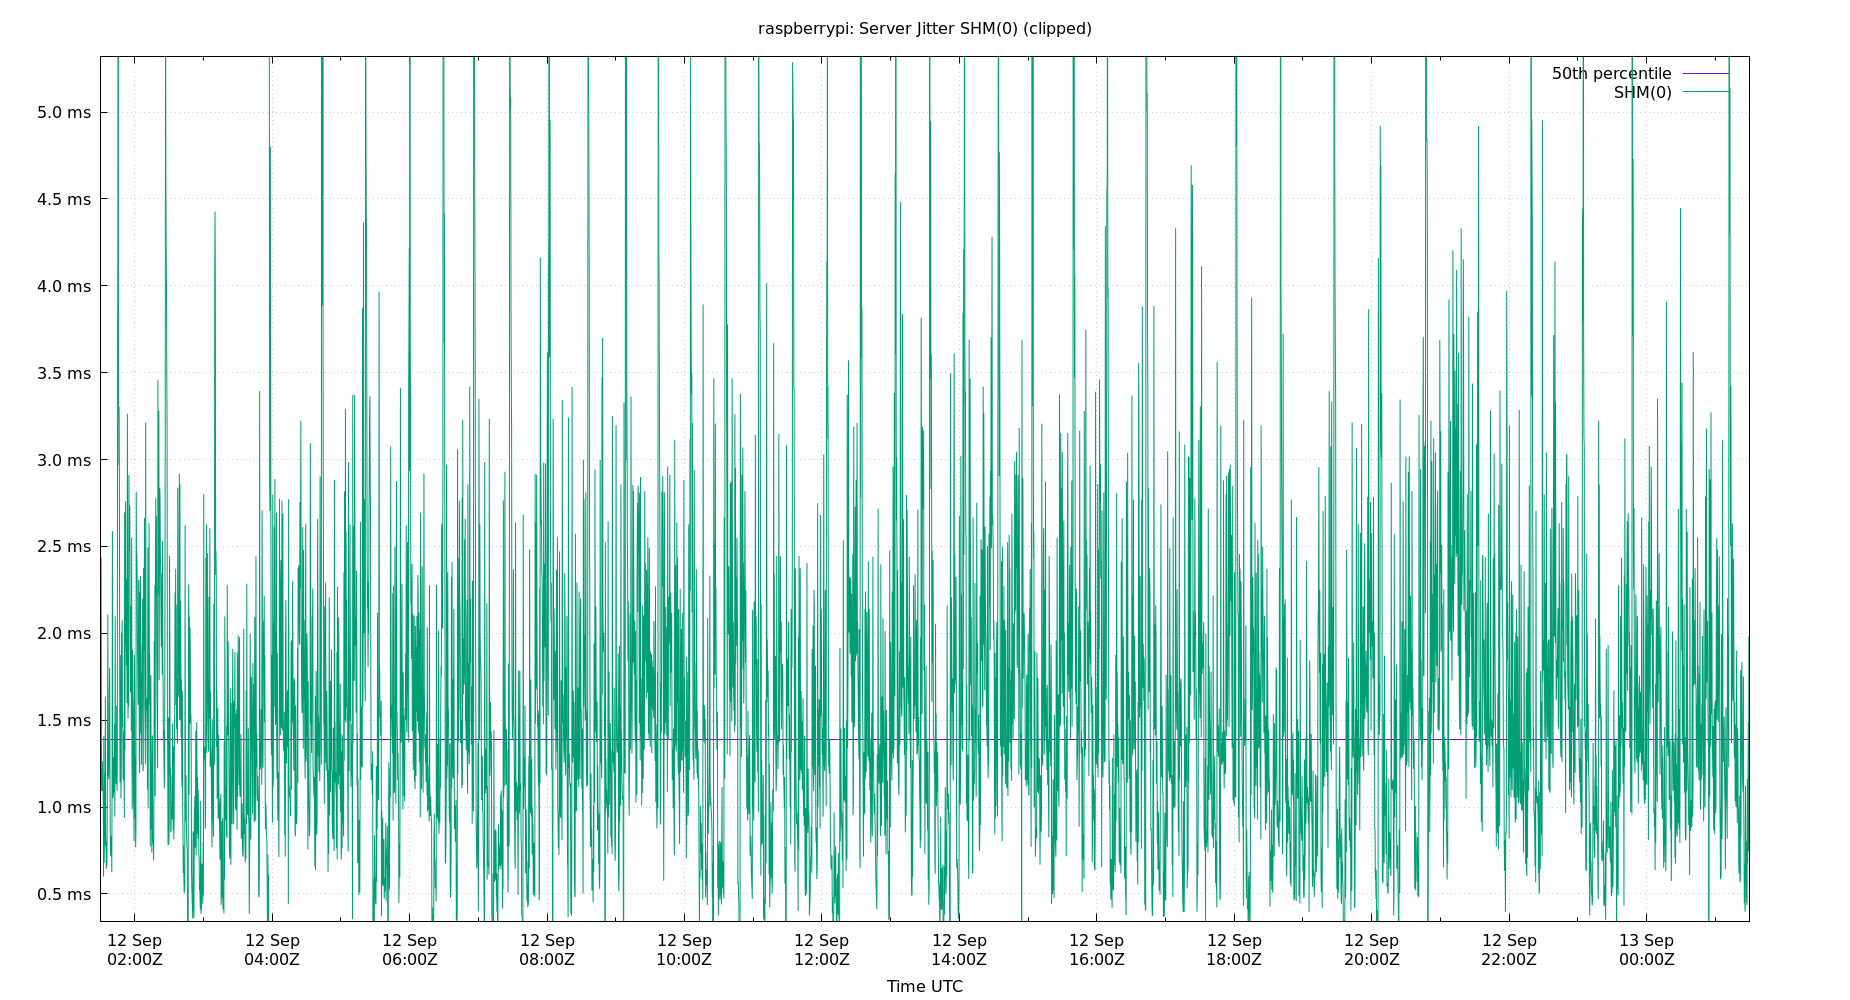 raspberrypi: Server Jitter SHM(0) (clipped)
50th percentile
SHM(0)
5.0 ms
4.5 ms
4.0 ms
3.5 ms
3.0 ms
2.5 ms
2.0 ms
1.5 ms
1.0 ms
0.5 ms
12 Sep 12 Sep 12 Sep 12 Sep 12 Sep 12 Sep 12 Sep 12 Sep 12 Sep 12 Sep 12 Sep 13 Sep
02:00Z 04:00Z 06:00Z 08:00Z 10:00Z 12:00Z 14:00Z 16:00Z 18:00Z 20:00Z 22:00Z 00:00Z
Time UTC